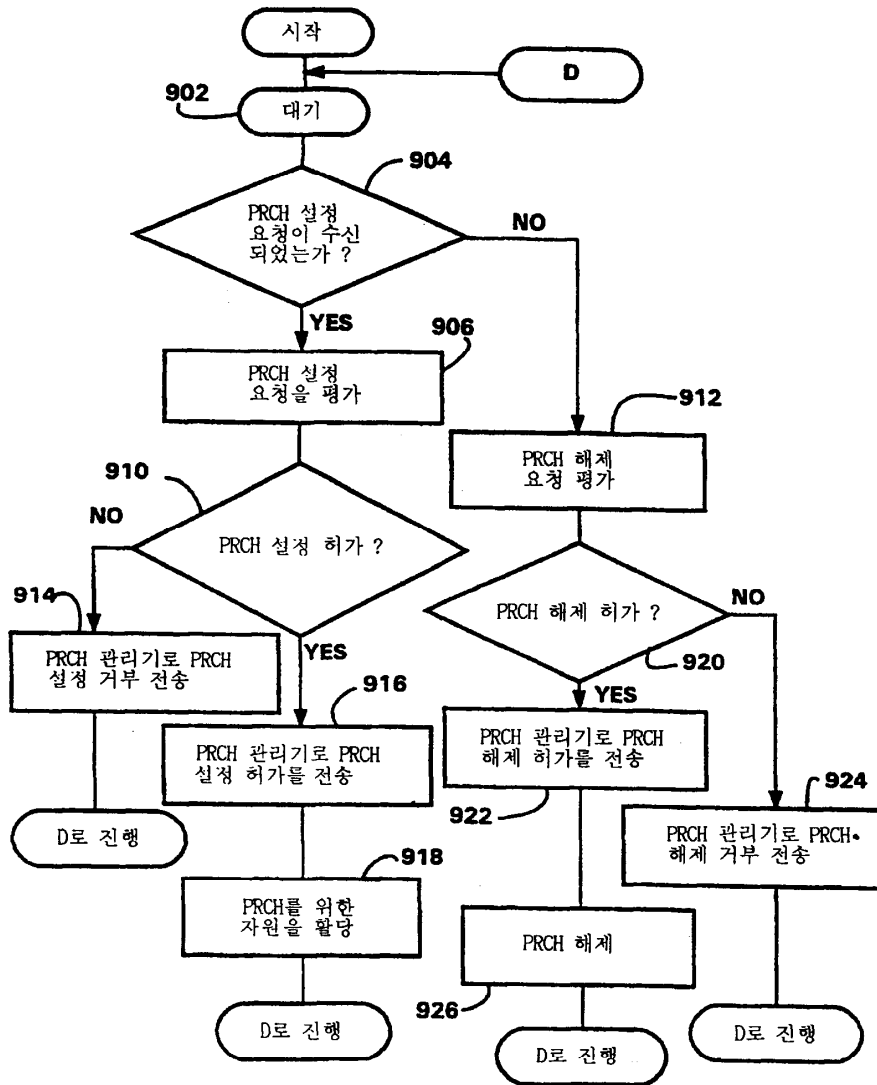 시작
D
902
대기
904
PRCH 설정
요청이 수신
되었는가 ?
NO
YES
906
PRCH 설정
요청을 평가
912
PRCH 해제
요청 평가
910
NO
PRCH 설정 허가 ?
914
PRCH 해제 허가 ?
NO
920
PRCH 관리기로 PRCH
설정 거부 전송
YES
916
YES
PRCH 관리기로 PRCH
설정 허가를 전송
PRCH 관리기로 PRCH
해제 허가를 전송
922
924
D로 진행
PRCH 관리기로 PRCH
해제 거부 전송
918
PRCH를 위한
자원을 활당
PRCH 해제
926
D로 진행
D로 진행
D로 진행